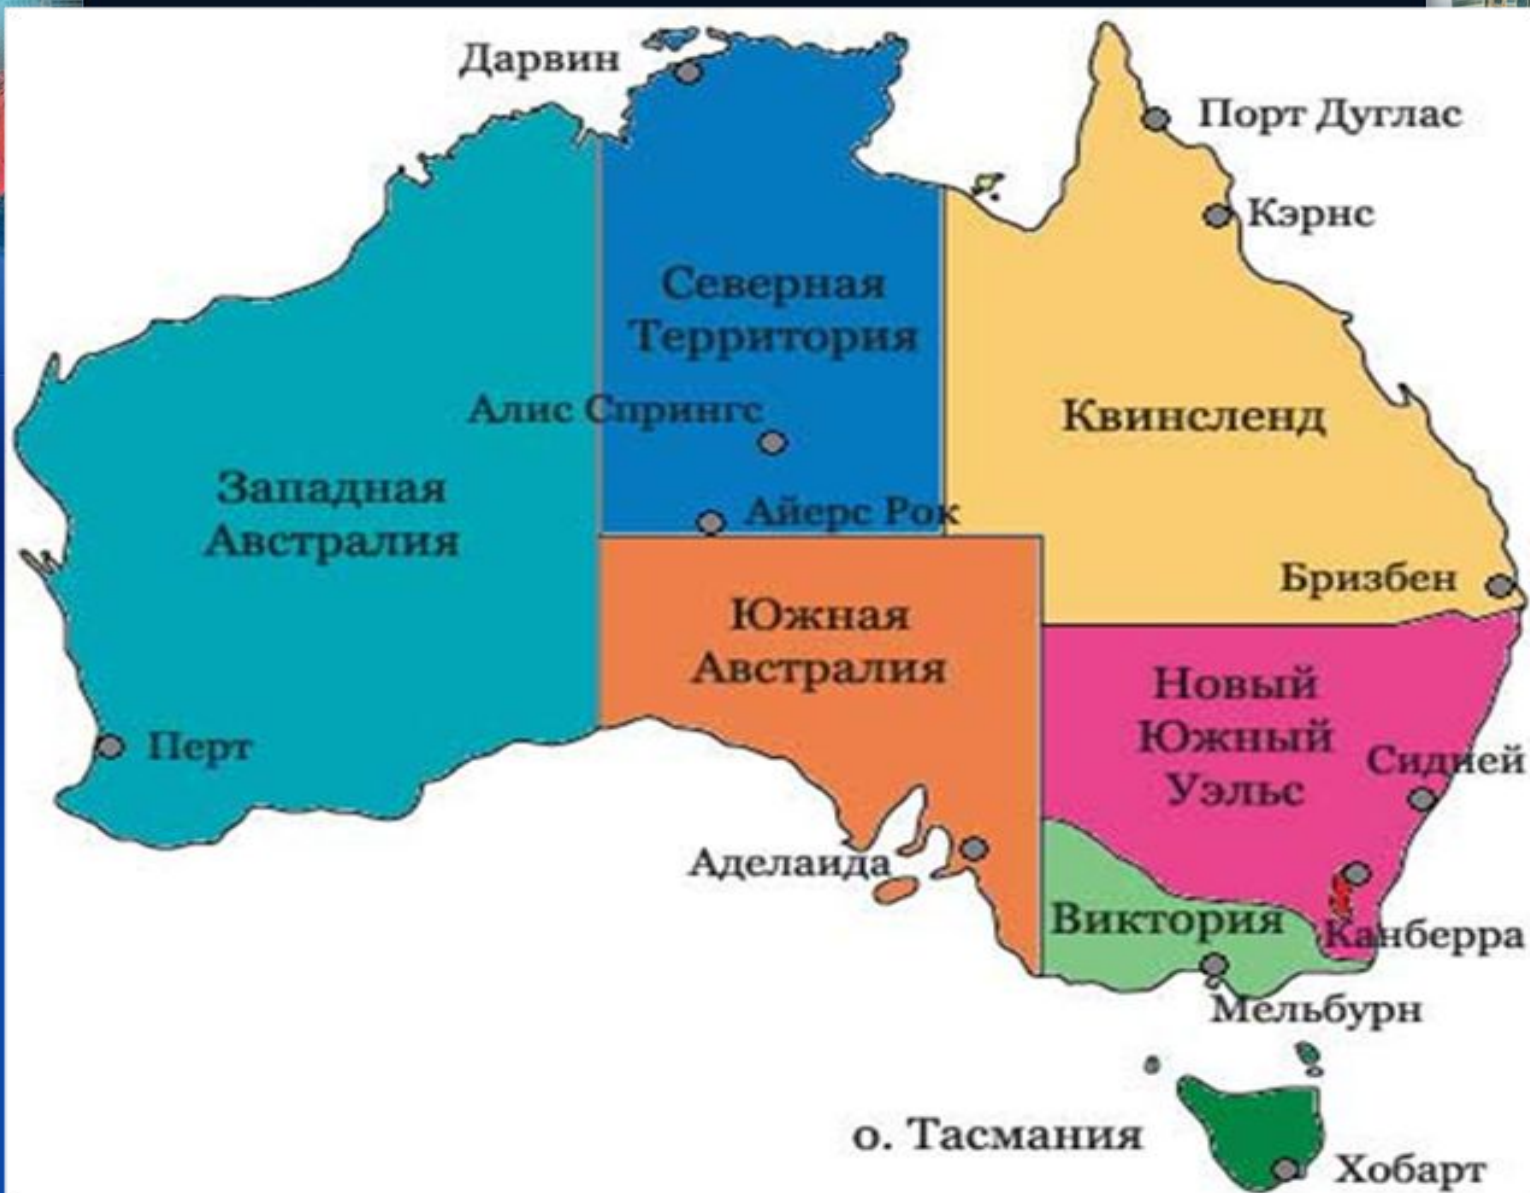 Дарвин
Порт Дуглас
Кэрнс
Северная
Территория
Алис Спрингс
Квинсленд
Западная
Австралия
Айерс Рок
Бризбен
Южная
Австралия
Новый
Южный
Уэльс
Сидней
Перт
Аделаида
Виктория
Канберра
Мельбурн
о. Тасмания
Хобарт